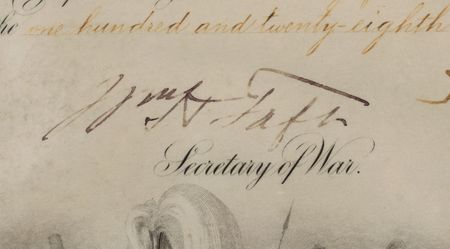 one hundred and twenty-eighth
Wm H Taft
Secretary of War.